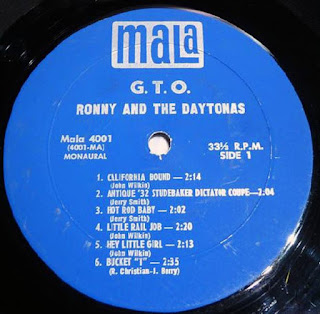 mala
G.T.O.
RONNY AND THE DAYTONAS
Mala 4001
(4001-MA)
MONAURAL
33⅓ R.P.M.
SIDE 1
1. CALIFORNIA BOUND — 2:14
(John Wilkin)
2. ANTIQUE '32 STUDEBAKER DICTATOR COUPE—2:04
(Jerry Smith)
3. HOT ROD BABY — 2:02
(Jerry Smith)
4. LITTLE RAIL JOB — 2:20
(John Wilkin)
5. HEY LITTLE GIRL — 2:13
(John Wilkin)
6. BUCKET "T" — 2:35
(R. Christian-J. Berry)